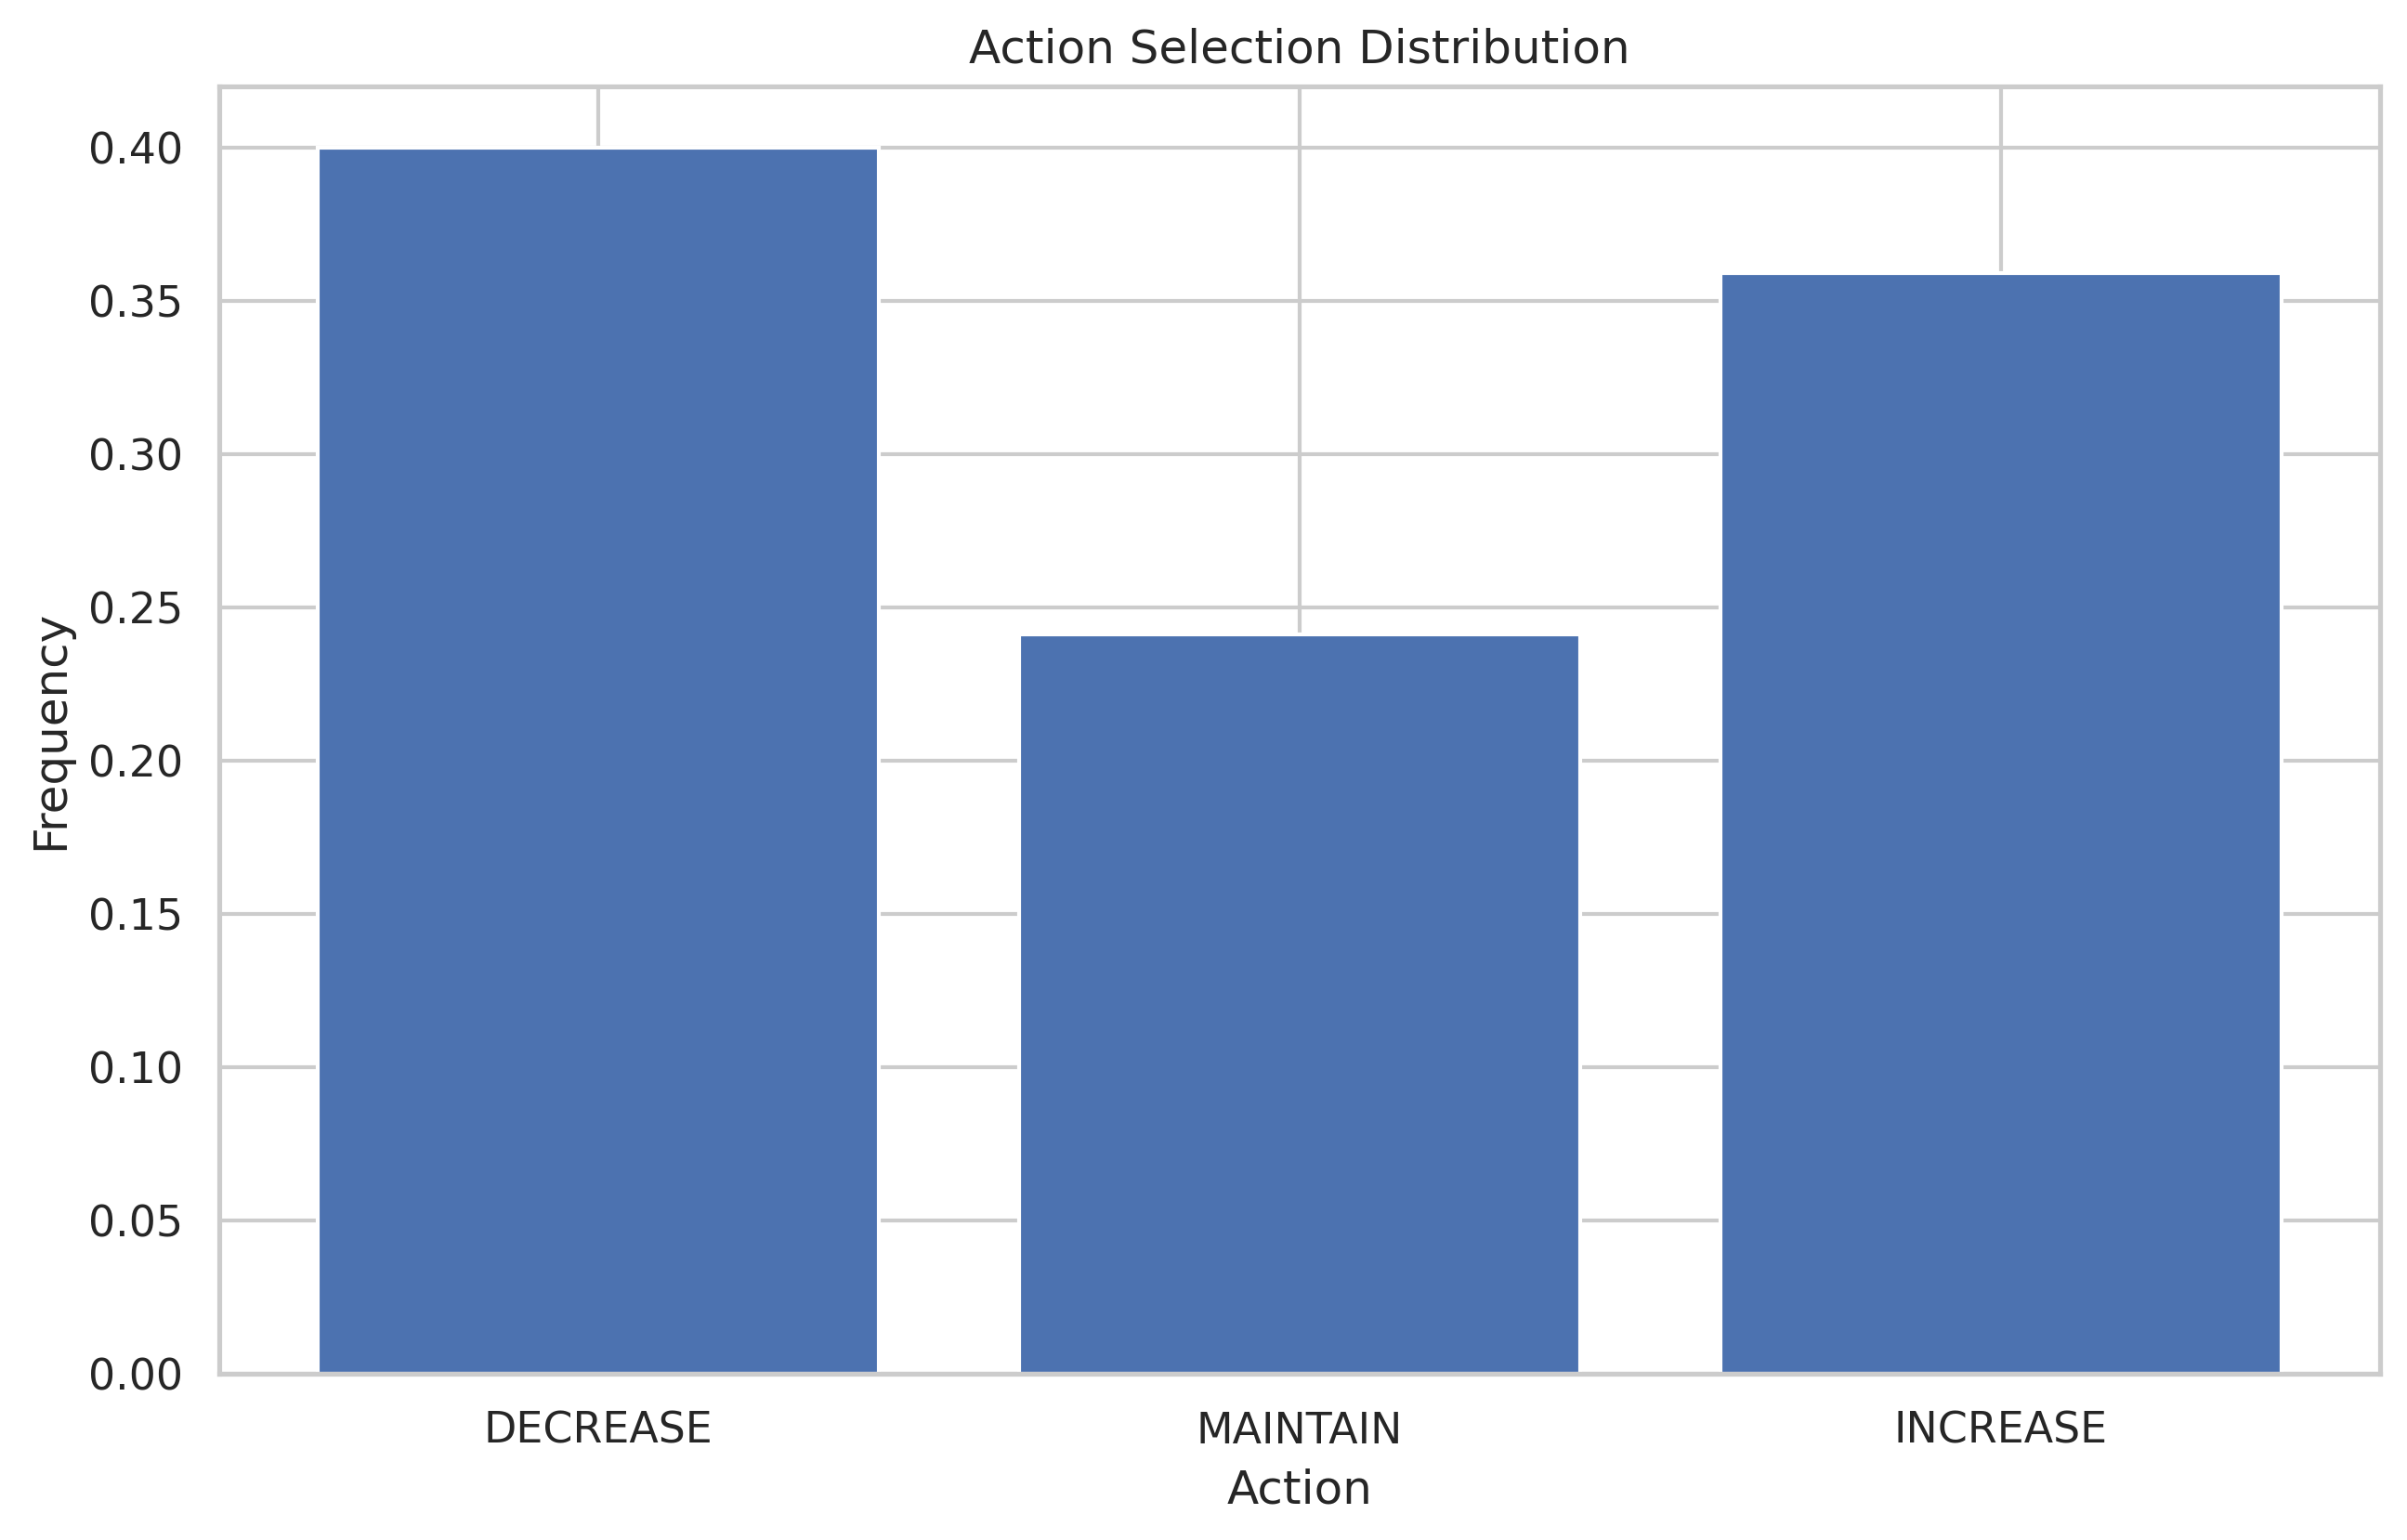 Action Selection Distribution
Frequency
0.40
0.35
0.30
0.25
0.20
0.15
0.10
0.05
0.00
DECREASE
MAINTAIN
INCREASE
Action